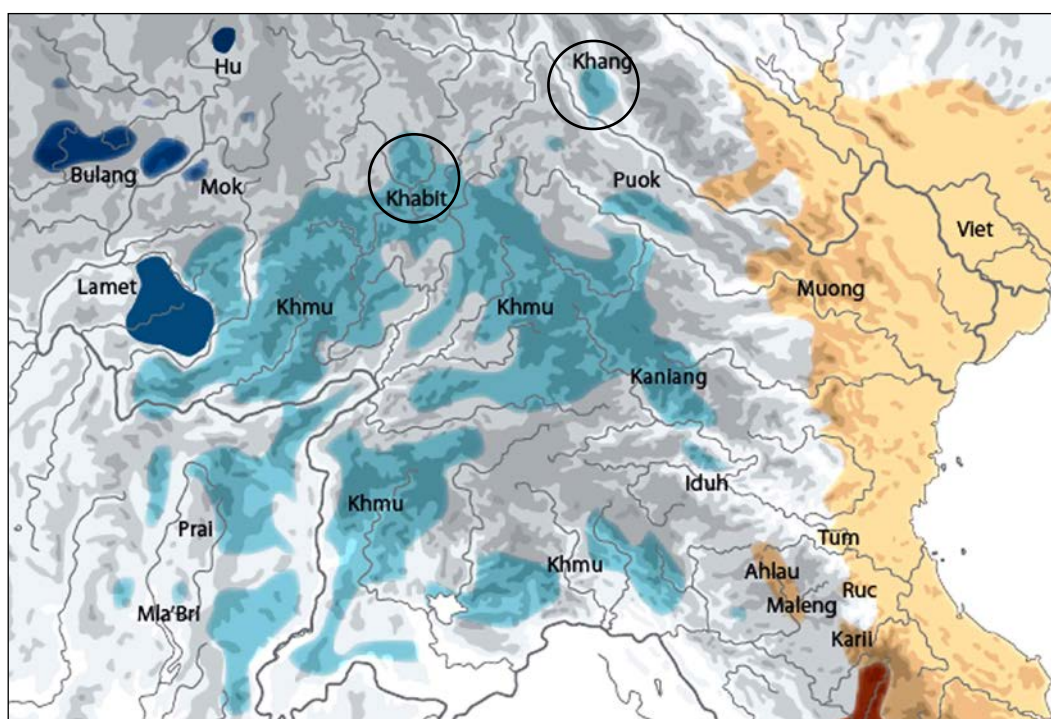 Hu
Khang
Bulang
Mok
Khabit
Puok
Viet
Lamet
Khmu
Khmu
Muong
Kaniang
Iduh
Khmu
Prai
Tum
Khmu
Ahlau
Ruc
Mla'Bri
Maleng
Karii